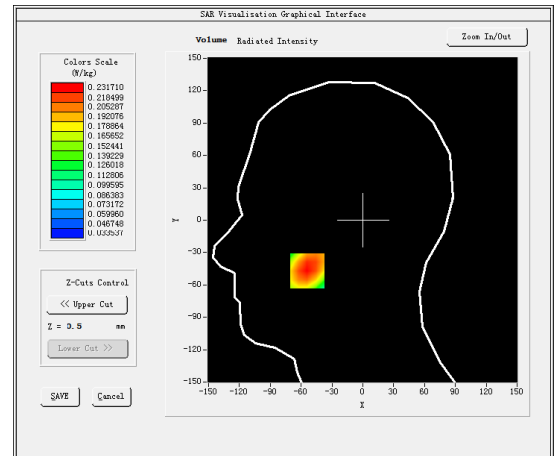 SAR Visualisation Graphical Interface
Volume Radiated Intensity
Zoom In/Out
Colors Scale
(W/kg)
0.231710
0.218499
0.205287
0.192076
0.178864
0.165652
0.152441
0.139229
0.126018
0.112806
0.099595
0.086383
0.073172
0.059960
0.046748
0.033537
Z-Cuts Control
<< Upper Cut
Z = 0.5 mm
Lower Cut >>
SAVE Cancel
150
120
90
60
30
0
-30
-60
-90
-120
-150
Y
-150 -120 -90 -60 -30 0 30 60 90 120 150
X